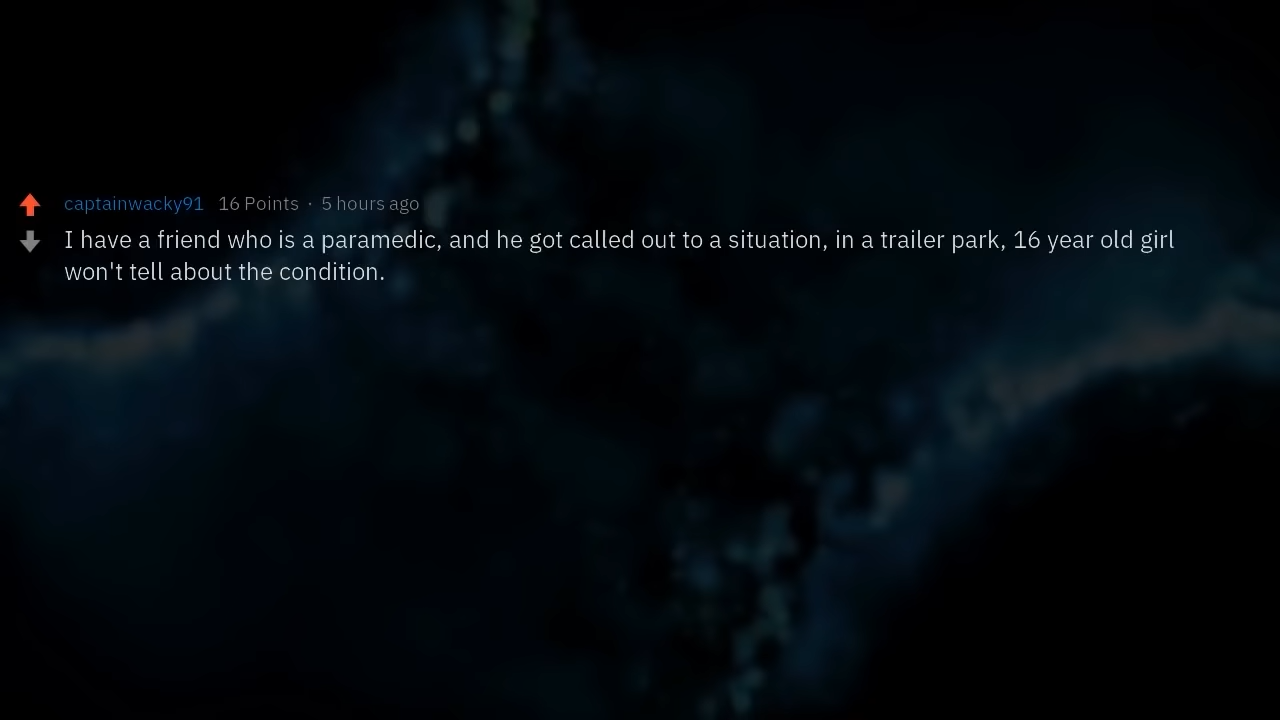 captainwacky91 16 Points · 5 hours ago
I have a friend who is a paramedic, and he got called out to a situation, in a trailer park, 16 year old girl
won't tell about the condition.